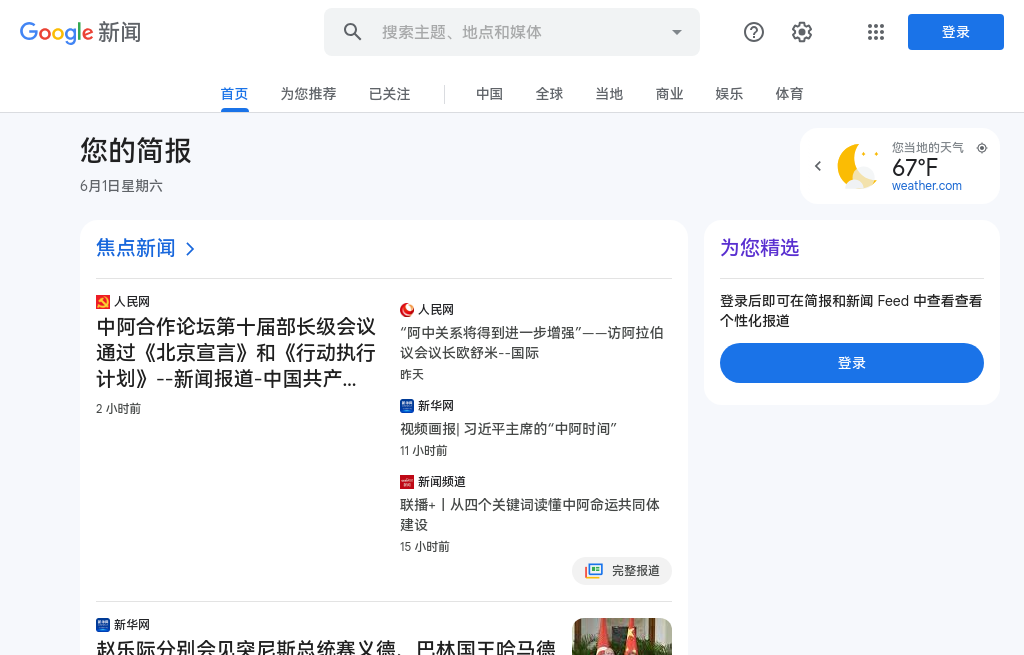 Google 新闻
搜索主题、地点和媒体
登录
首页
为您推荐
已关注
中国
全球
当地
商业
娱乐
体育
您的简报
6月1日星期六
您当地的天气
67°F
weather.com
焦点新闻
人民网
中阿合作论坛第十届部长级会议
通过《北京宣言》和《行动执行
计划》--新闻报道-中国共产...
2 小时前
人民网
“阿中关系将得到进一步增强”——访阿拉伯
议会议长欧舒米--国际
昨天
新华网
视频画报| 习近平主席的“中阿时间”
11 小时前
新闻频道
联播+丨从四个关键词读懂中阿命运共同体
建设
15 小时前
完整报道
新华网
赵乐际分别会见突尼斯总统赛义德、巴林国王哈马德
为您精选
登录后即可在简报和新闻 Feed 中查看查看
个性化报道
登录